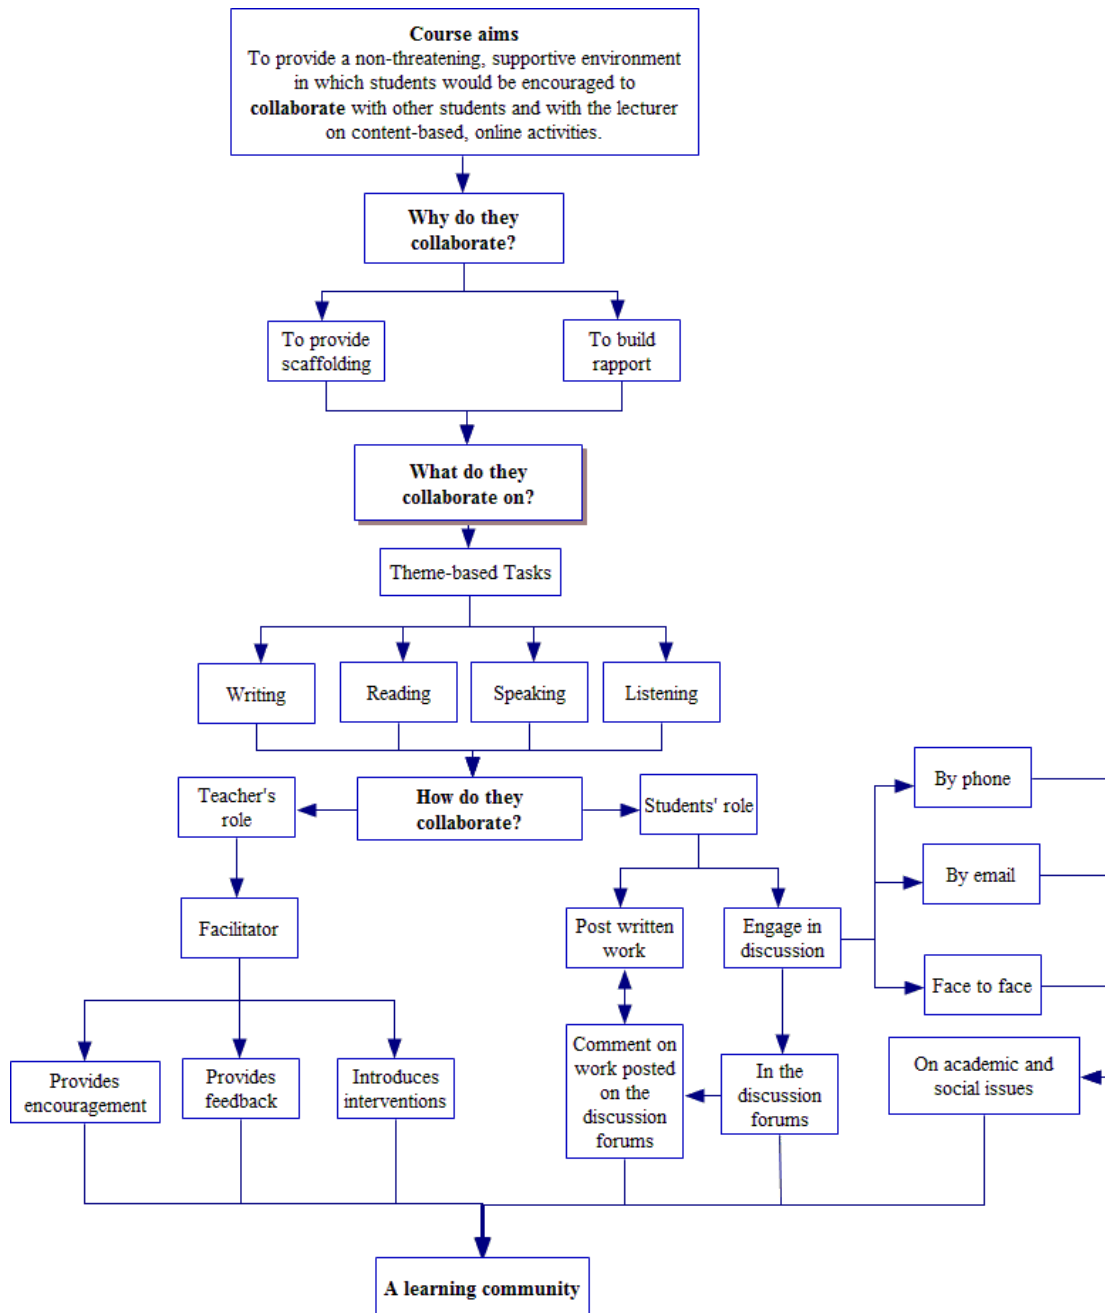 Course aims
To provide a non-threatening, supportive environment
in which students would be encouraged to
collaborate with other students and with the lecturer
on content-based, online activities.
Why do they
collaborate?
To provide
scaffolding
To build
rapport
What do they
collaborate on?
Theme-based Tasks
Writing
Reading
Speaking
Listening
How do they
collaborate?
Teacher's
role
Students' role
By phone
By email
Face to face
Facilitator
Post written
work
Engage in
discussion
Provides
encouragement
Provides
feedback
Introduces
interventions
Comment on
work posted
on the
discussion
forums
In the
discussion
forums
On academic and
social issues
A learning community